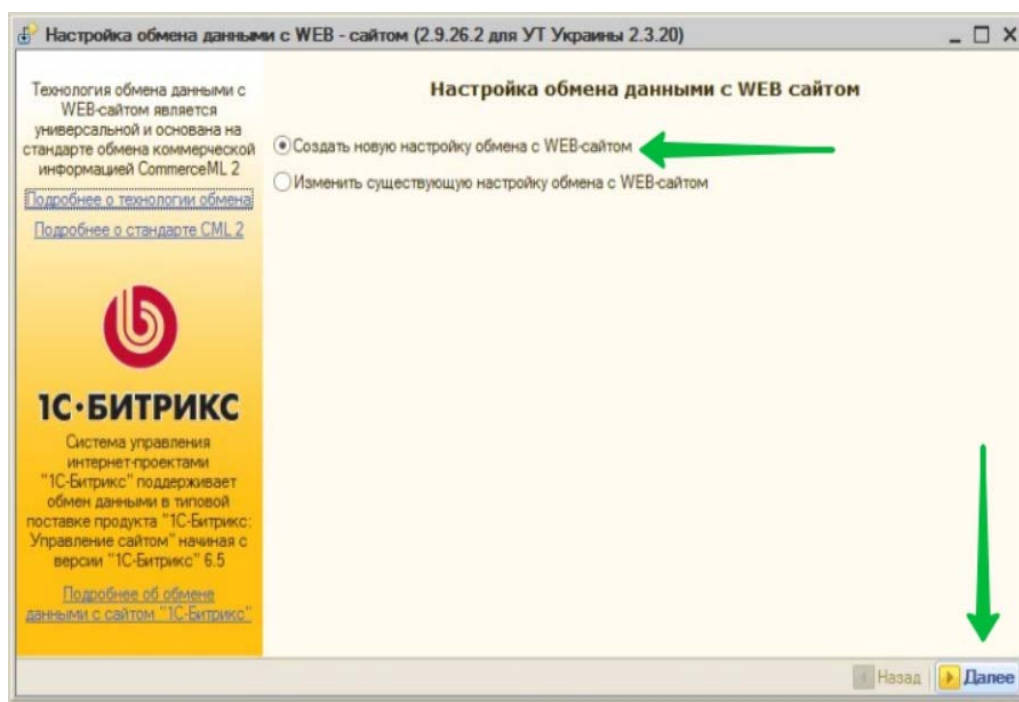 Настройка обмена данными с WEB - сайтом (2.9.26.2 для УТ Украины 2.3.20)
Технология обмена данными с
WEB-сайтом является
универсальной и основана на
стандарте обмена коммерческой
информацией CommerceML 2
Подробнее о технологии обмена
Подробнее о стандарте CML 2
1С·БИТРИКС
Система управления
интернет-проектами
"1С-Битрикс" поддерживает
обмен данными в типовой
поставке продукта "1С-Битрикс:
Управление сайтом" начиная с
версии "1С-Битрикс" 6.5
Подробнее об обмене
данными с сайтом "1С-Битрикс"
Настройка обмена данными с WEB сайтом
Создать новую настройку обмена с WEB-сайтом
Изменить существующую настройку обмена с WEB-сайтом
Назад
Далее